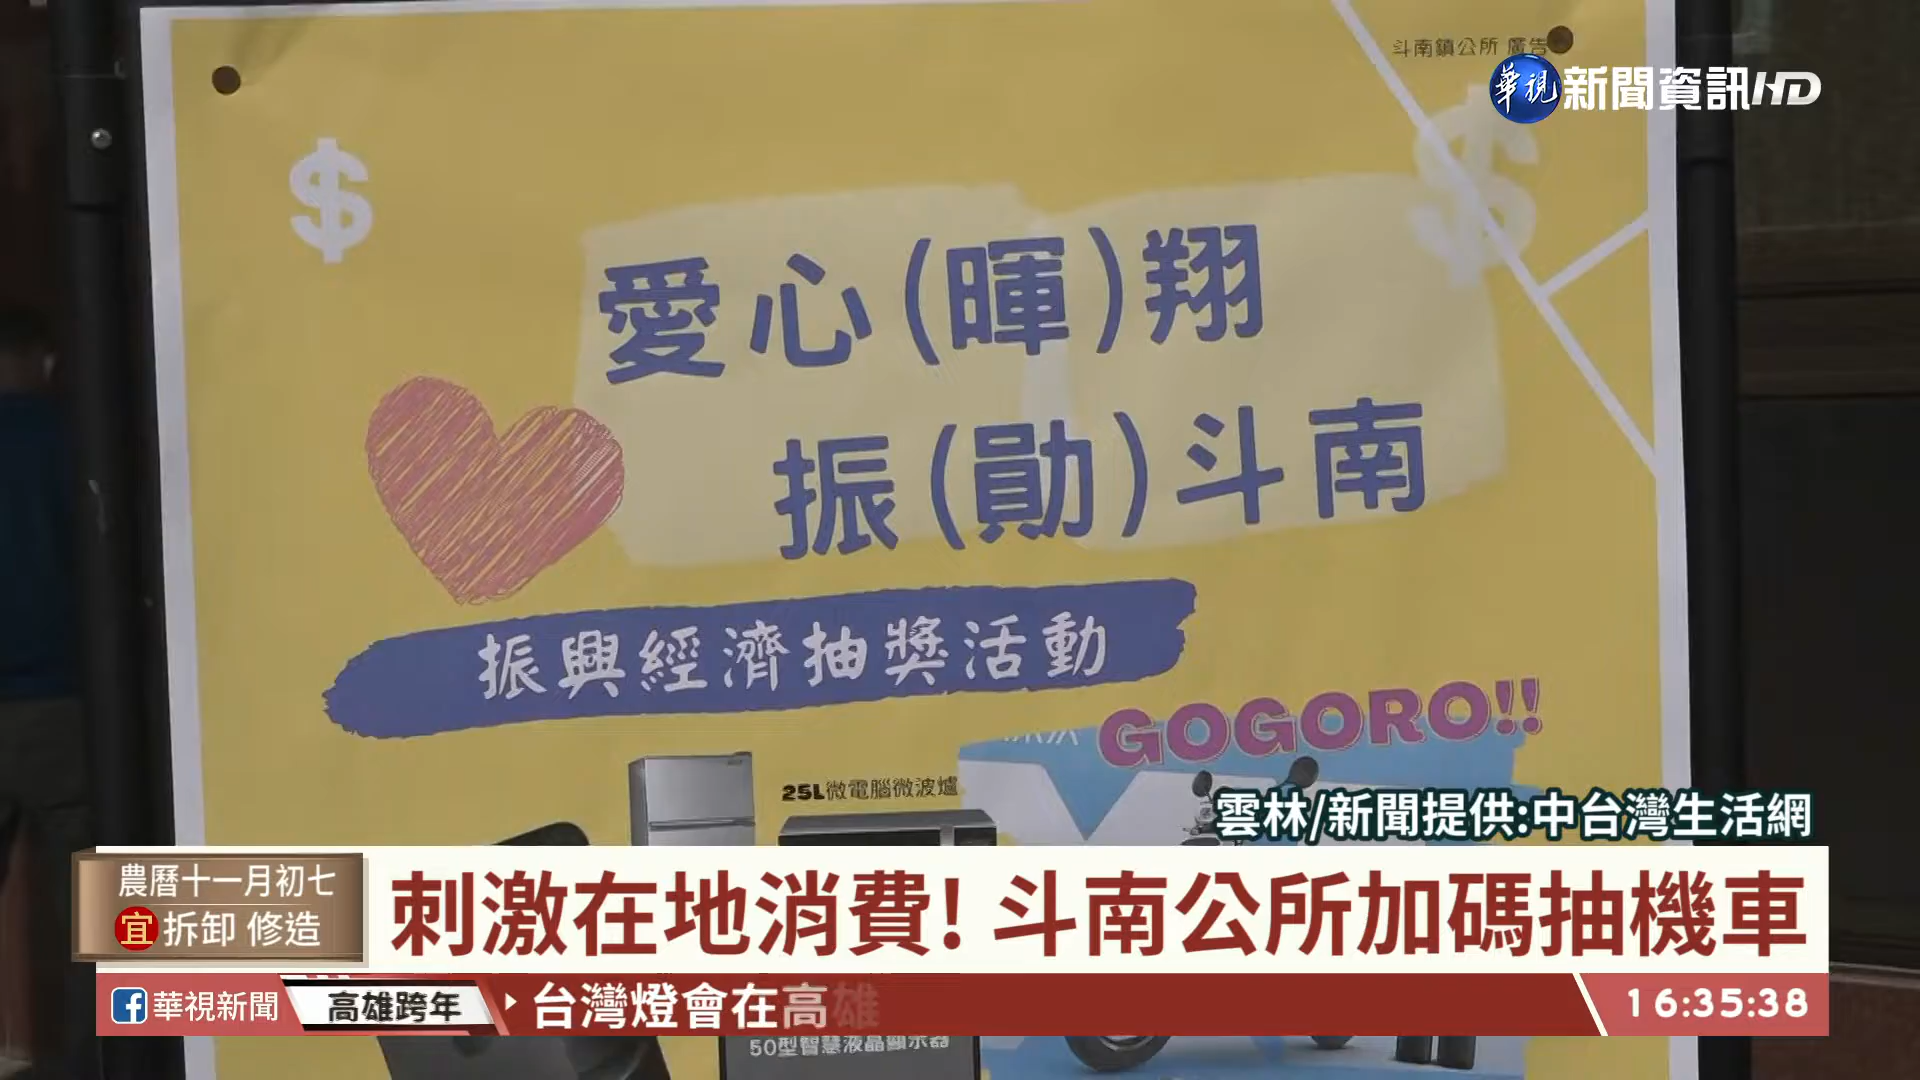 斗南鎮公所 廣告
華視 新聞資訊HD
$
$
愛心(暉)翔
振(勛)斗南
振興經濟抽獎活動
GOGORO!!
25L微電腦微波爐
雲林/新聞提供:中台灣生活網
農曆十一月初七
宜 拆卸 修造
刺激在地消費! 斗南公所加碼抽機車
華視新聞
高雄跨年
台灣燈會在高雄
16:35:38
50型智慧液晶顯示器